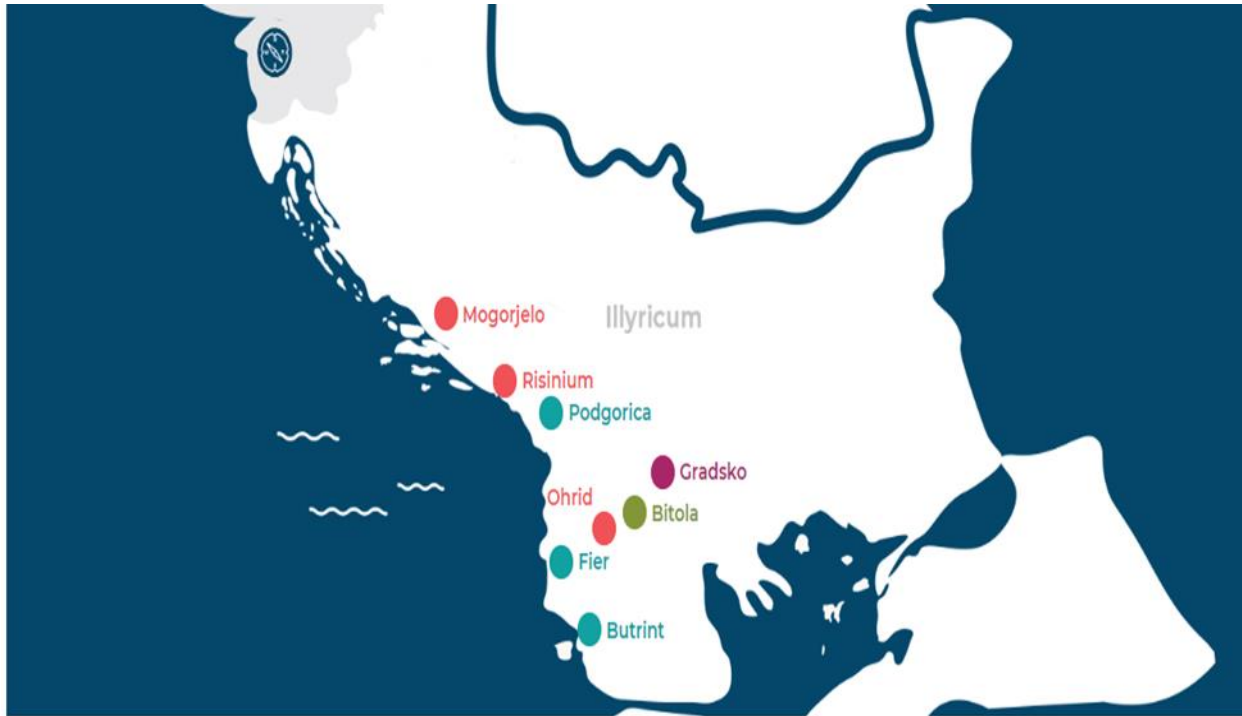 Mogorjelo
Illyricum
Risinium
Podgorica
Gradsko
Ohrid
Bitola
Fier
Butrint